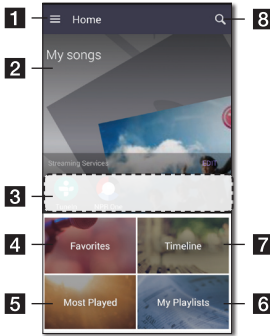 1 Home 8
2 My songs
Streaming Services EDIT
3
4 Favorites Timeline 7
5 Most Played My Playlists 6